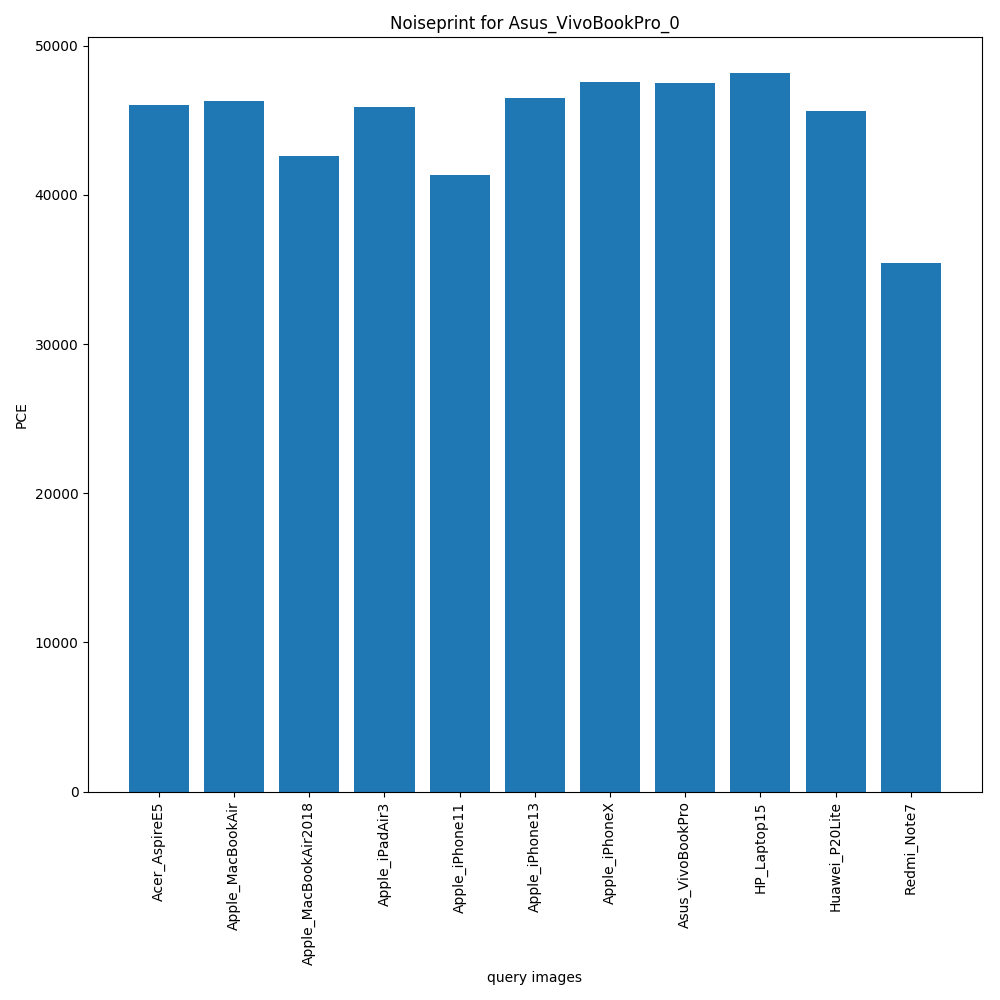 Noiseprint for Asus_VivoBookPro_0
50000
40000
30000
20000
10000
0
PCE
Acer_AspireE5
Apple_MacBookAir
Apple_MacBookAir2018
Apple_iPadAir3
Apple_iPhone11
Apple_iPhone13
Apple_iPhoneX
Asus_VivoBookPro
HP_Laptop15
Huawei_P20Lite
Redmi_Note7
query images